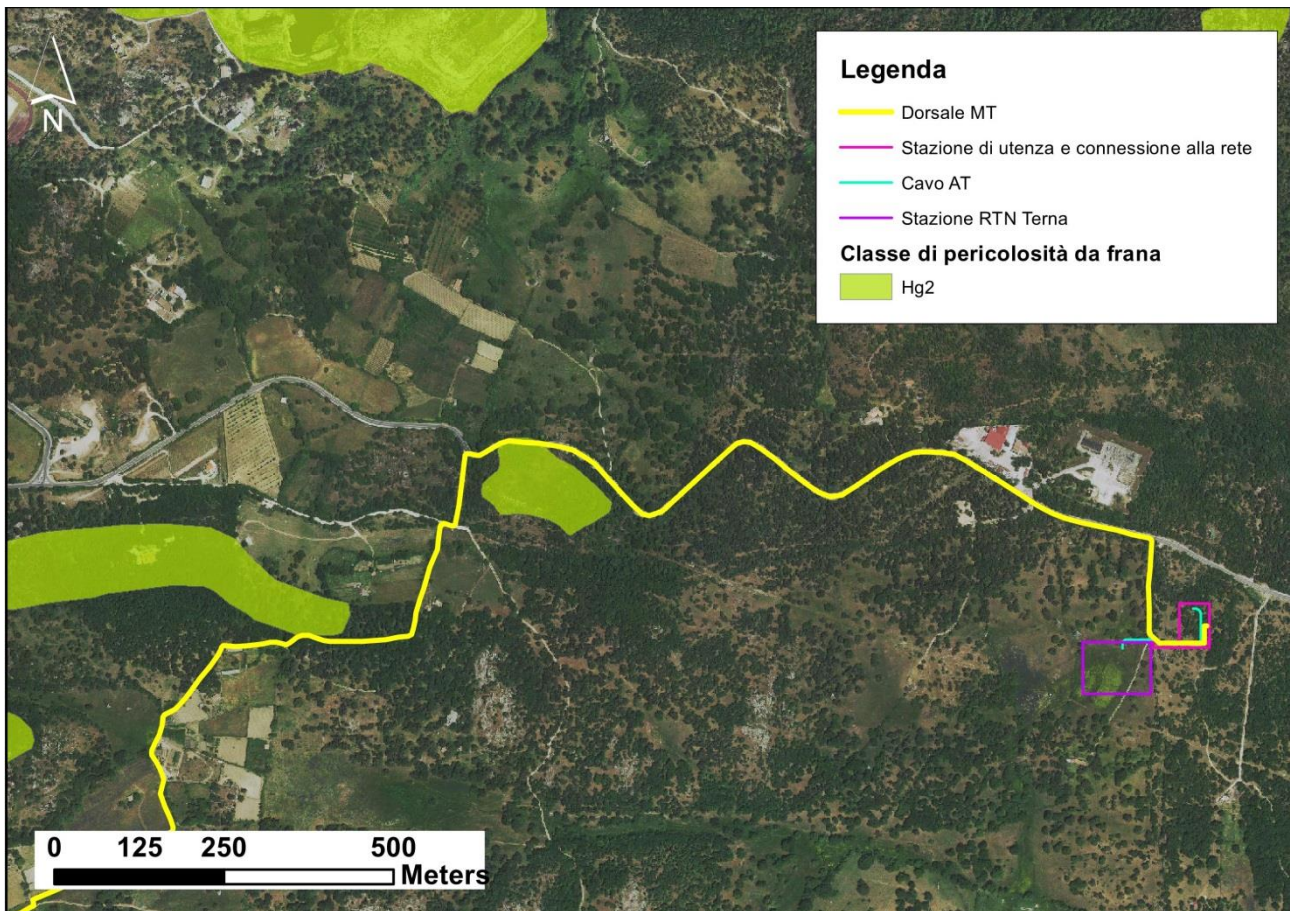 N
Legenda
Dorsale MT
Stazione di utenza e connessione alla rete
Cavo AT
Stazione RTN Terna
Classe di pericolosità da frana
Hg2
0 125 250 500
Meters